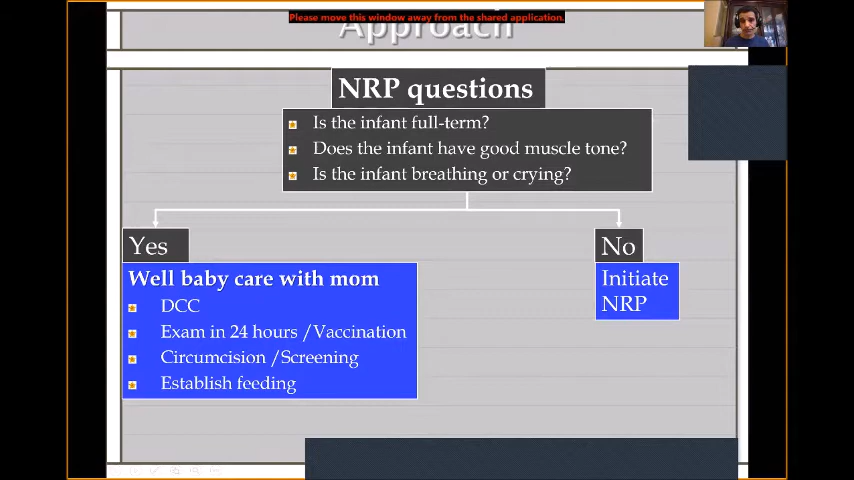 Please move this window away from the shared application.
Approach
NRP questions
Is the infant full-term?
Does the infant have good muscle tone?
Is the infant breathing or crying?
Yes
No
Well baby care with mom
DCC
Exam in 24 hours /Vaccination
Circumcision /Screening
Establish feeding
Initiate
NRP